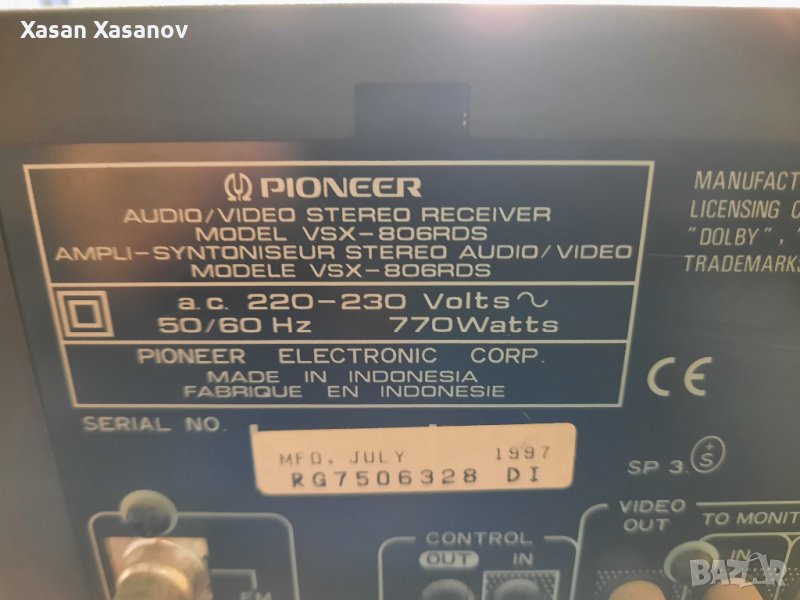 Xasan Xasanov
PIONEER
AUDIO/VIDEO STEREO RECEIVER
MODEL VSX-806RDS
AMPLI-SYNTONISEUR STEREO AUDIO/VIDEO
MODELE VSX-806RDS
a.c. 220-230 Volts~
50/60 Hz 770Watts
PIONEER ELECTRONIC CORP.
MADE IN INDONESIA
FABRIQUE EN INDONESIE
MANUFACT
LICENSING C
"DOLBY",
TRADEMARKS
CE
SERIAL NO.
MFD. JULY 1997
RG7506328 DI
SP 3.
+S
VIDEO
OUT
TO MONIT
CONTROL
OUT IN
IN
FM
BAZAR